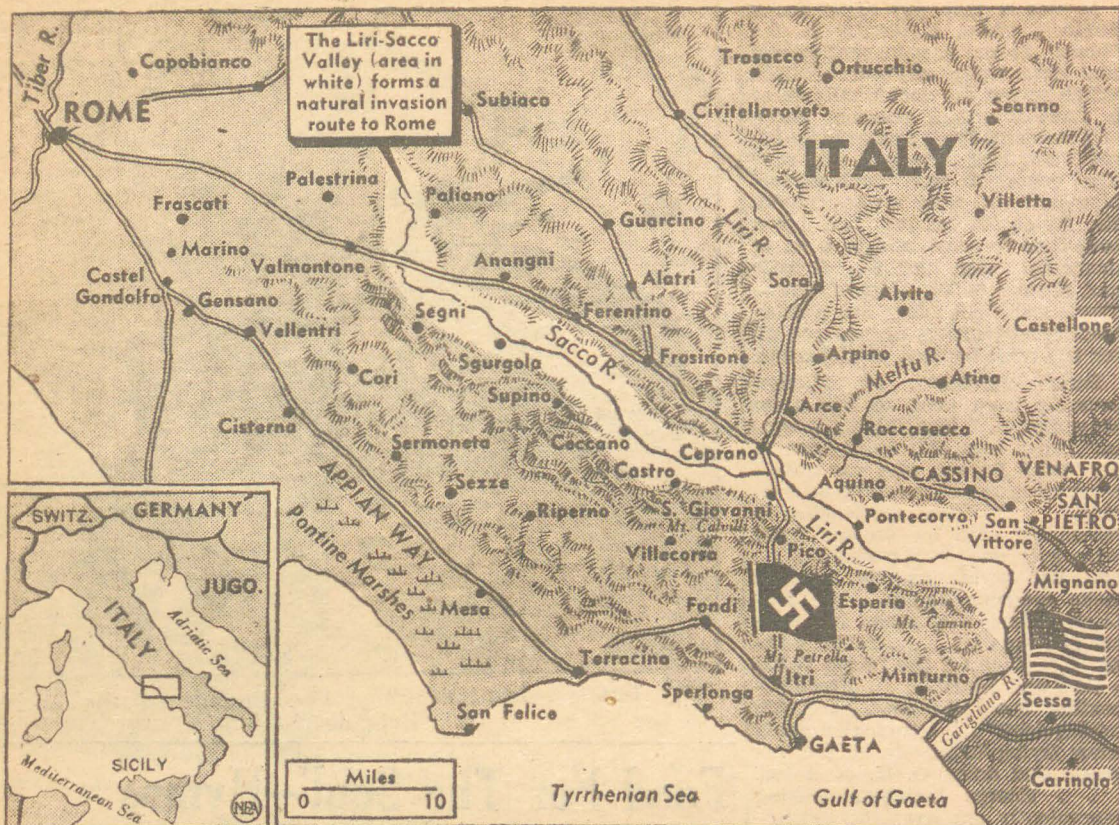 The Liri-Sacco
Valley (area in
white) forms a
natural invasion
route to Rome
Tiber R.
Capobianco
ROME
Subiaco
Trasacco
Ortucchio
Civitellaroveto
Scanno
ITALY
Palestrina
Paliano
Frascati
Guarcino
Liri R.
Villetta
Marino
Valmontone
Anangni
Alatri
Sora
Castel
Gondolfo
Gensano
Alvito
Segni
Ferentino
Vellentri
Castellone
Sgurgola
Sacco R.
Frosinone
Arpino
Melfu R.
Atina
Cori
Supino
Arce
Cisterna
Ceccano
Roccasecca
Sermoneta
Ceprano
CASSINO
VENAFRO
Castro
Aquino
SAN
PIETRO
Sezze
APPIAN WAY
Riperno
S. Giovanni
Pontecorvo
San
Vittore
Mt. Calvilli
Liri R.
Pontine Marshes
Villecorsa
Pico
Mignano
Mesa
Fondi
Esperia
Mt. Camino
Terracina
Mt. Petrella
Itri
Minturno
Sperlonga
Garigliano R.
Sessa
San Felice
GAETA
Carinola
Tyrrhenian Sea
Gulf of Gaeta
Miles
0 10
SWITZ.
GERMANY
JUGO.
ITALY
Adriatic Sea
SICILY
Mediterranean Sea
NEA